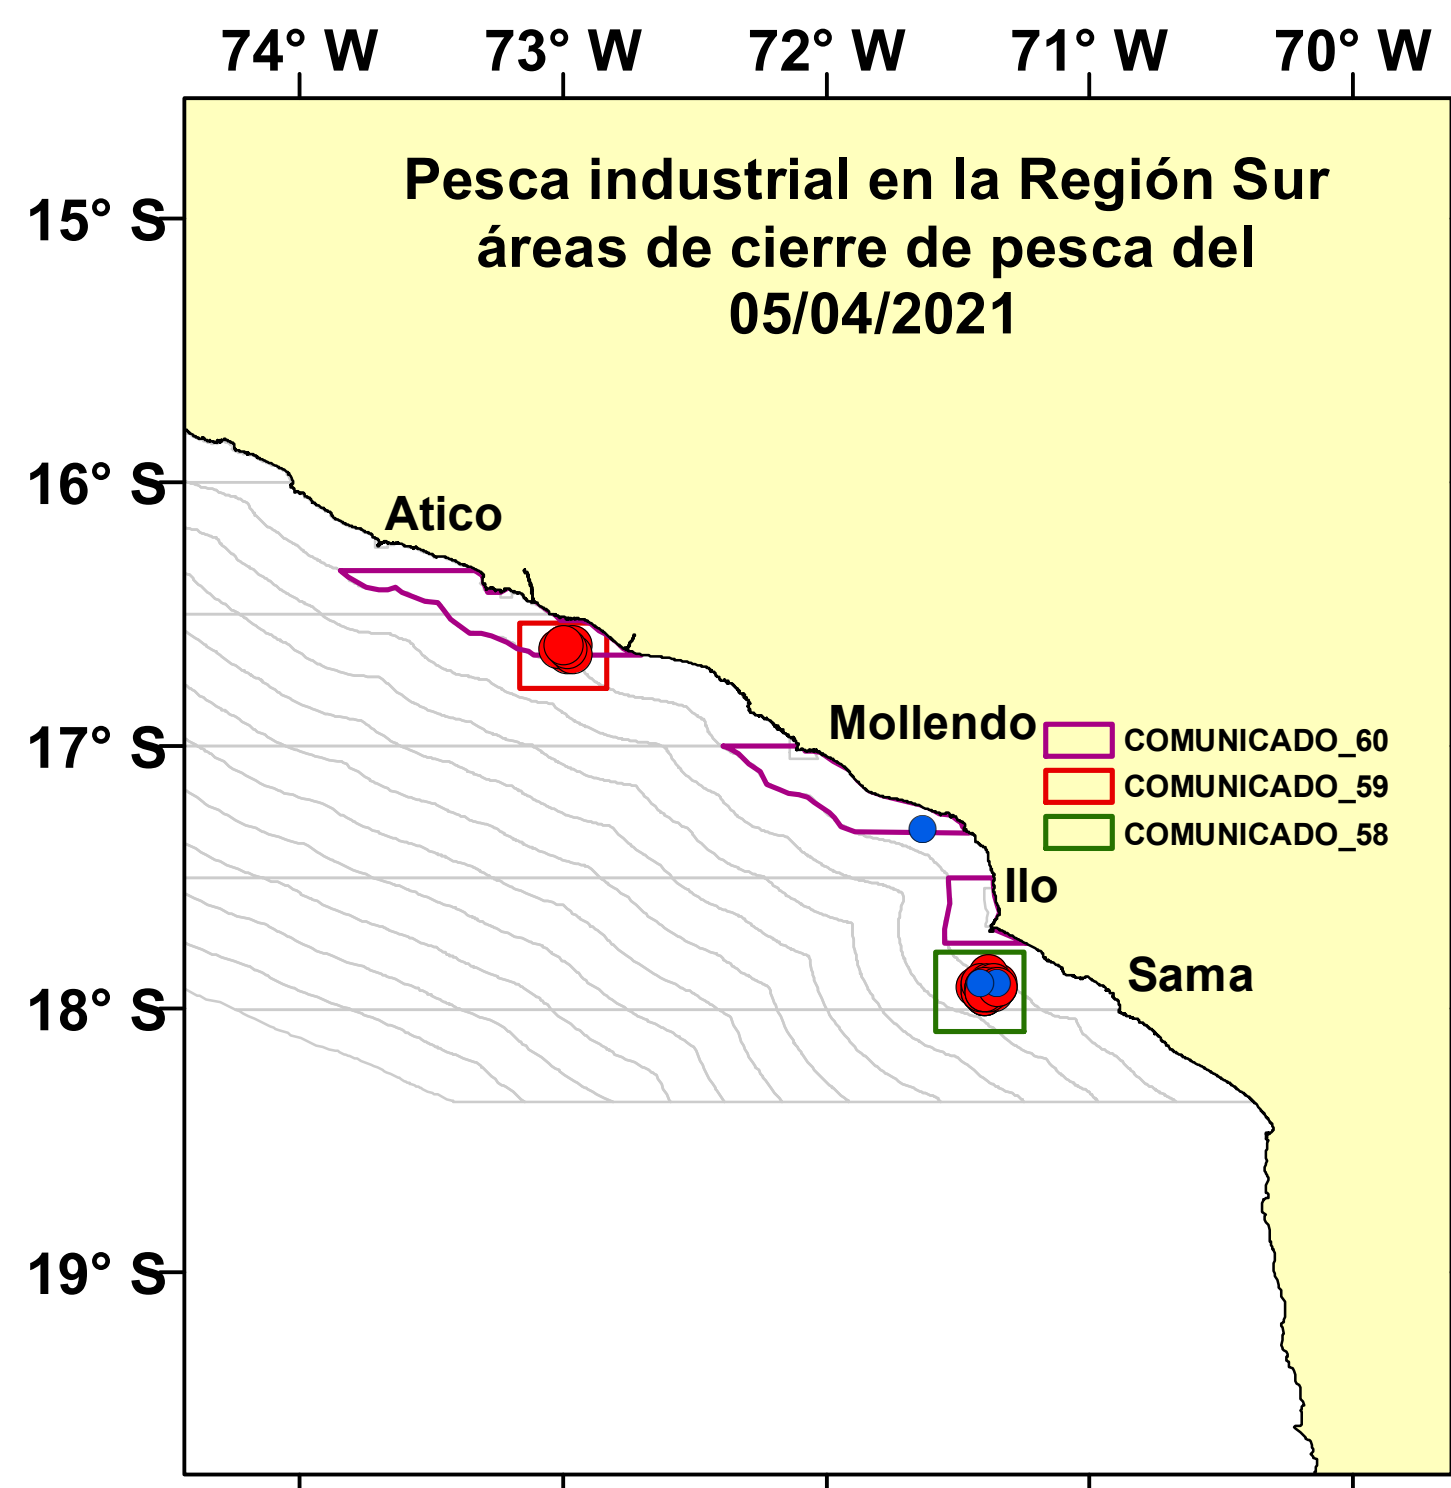 74° W 73° W 72° W 71° W 70° W
Pesca industrial en la Región Sur
áreas de cierre de pesca del
05/04/2021
15° S
16° S
Atico
17° S
Mollendo
COMUNICADO_60
COMUNICADO_59
COMUNICADO_58
Ilo
Sama
18° S
19° S